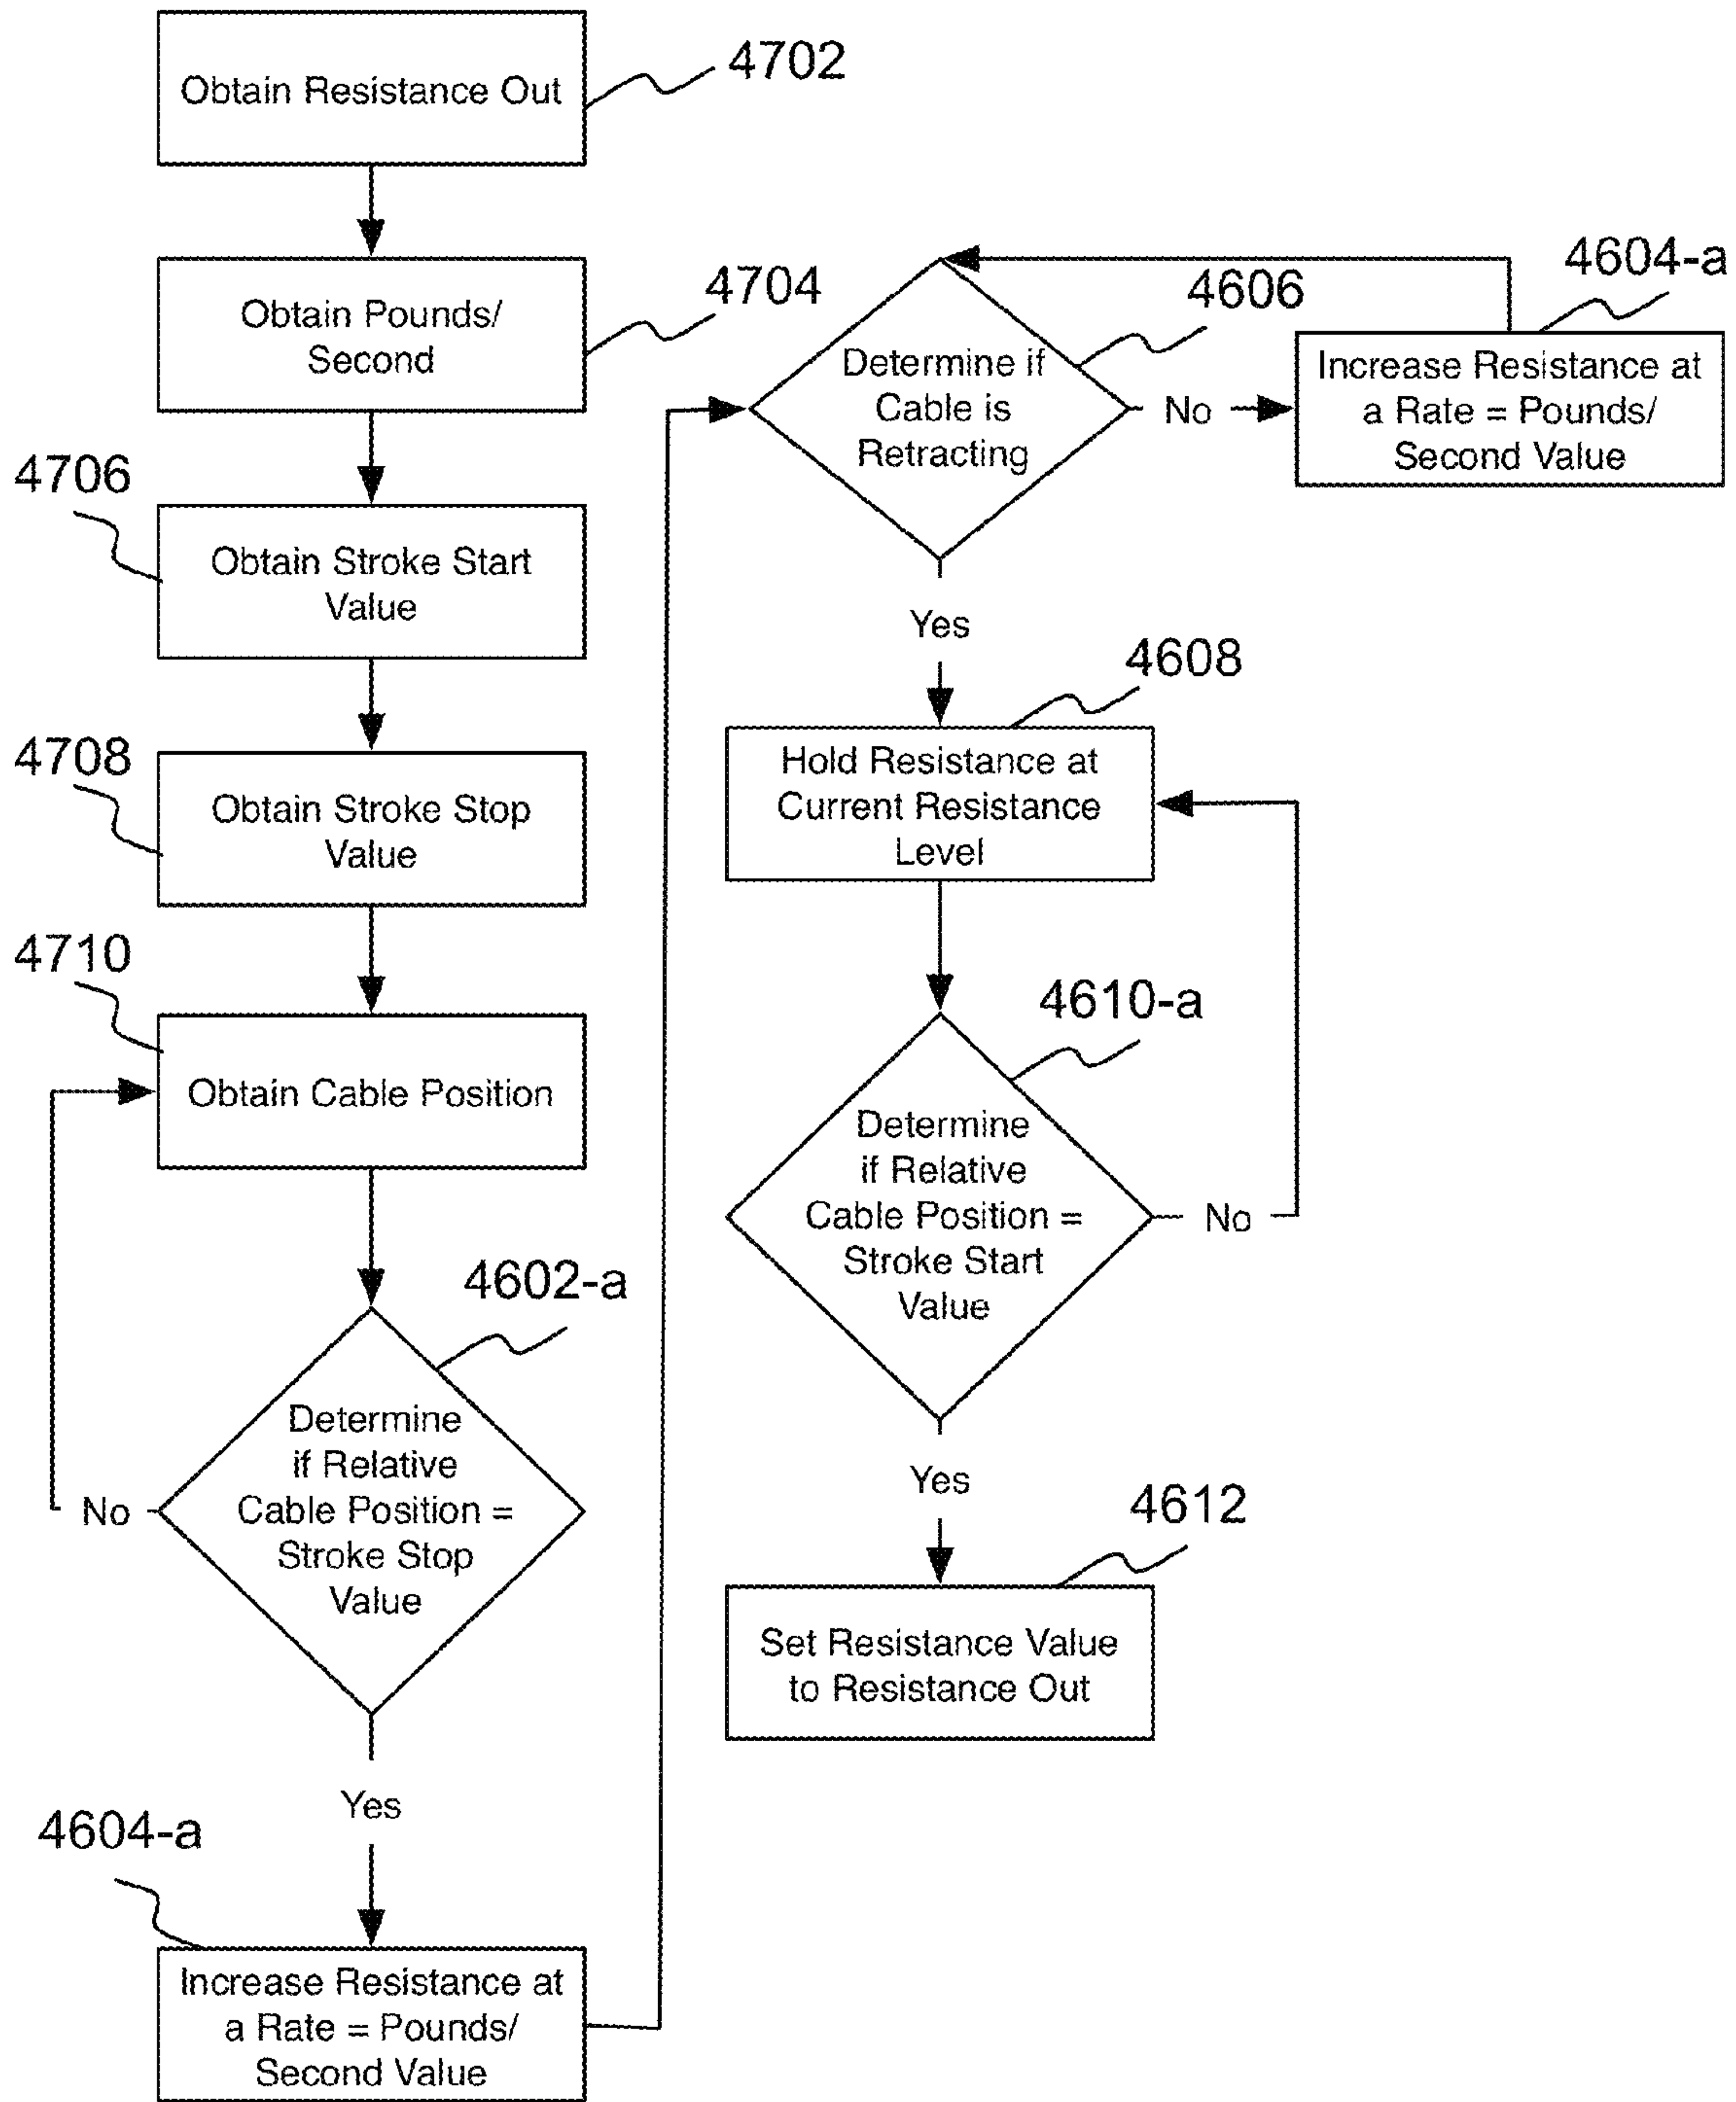 Obtain Resistance Out
4702
Obtain Pounds/
Second
4704
4706
Obtain Stroke Start
Value
4708
Obtain Stroke Stop
Value
4710
Obtain Cable Position
4602-a
Determine
if Relative
Cable Position =
Stroke Stop
Value
No
Yes
4604-a
Increase Resistance at
a Rate = Pounds/
Second Value
4606
Determine if
Cable is
Retracting
No
4604-a
Increase Resistance at
a Rate = Pounds/
Second Value
Yes
4608
Hold Resistance at
Current Resistance
Level
4610-a
Determine
if Relative
Cable Position =
Stroke Start
Value
No
Yes
4612
Set Resistance Value
to Resistance Out